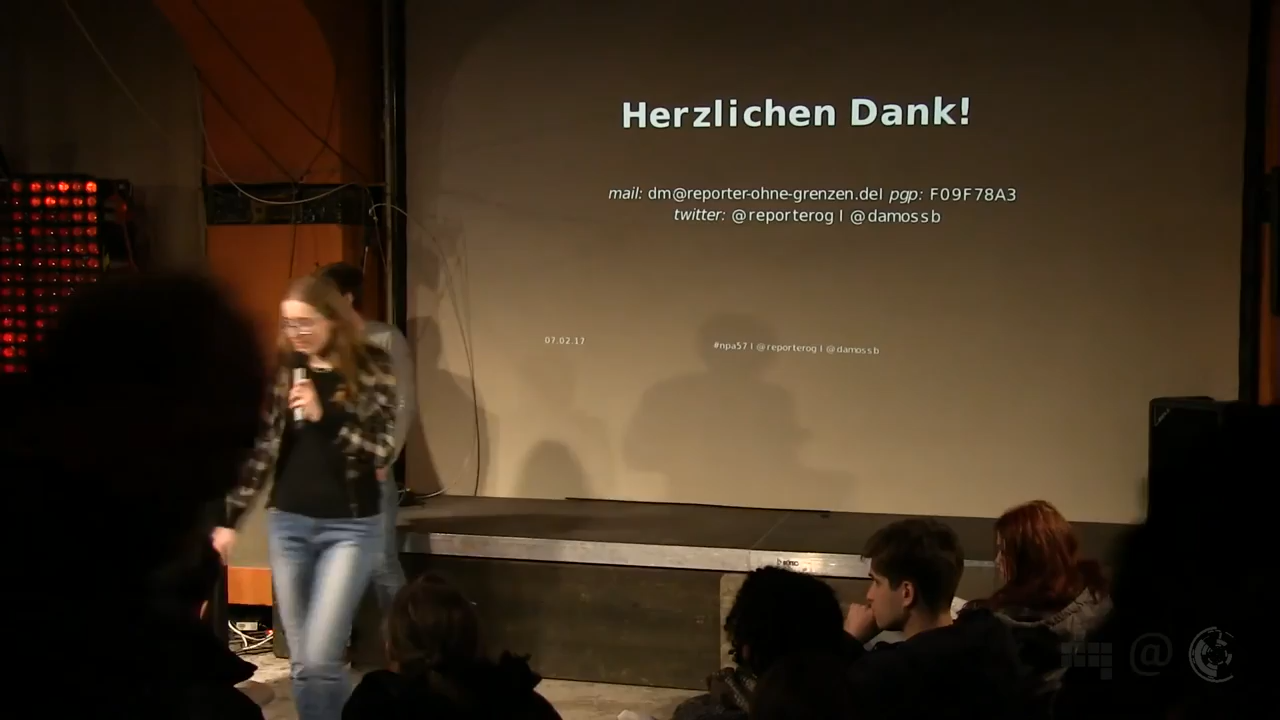 Herzlichen Dank!
mail: dm@reporter-ohne-grenzen.de| pgp: F09F78A3
twitter: @reporterog | @damossb
07.02.17
#npa57 | @reporterog | @damossb